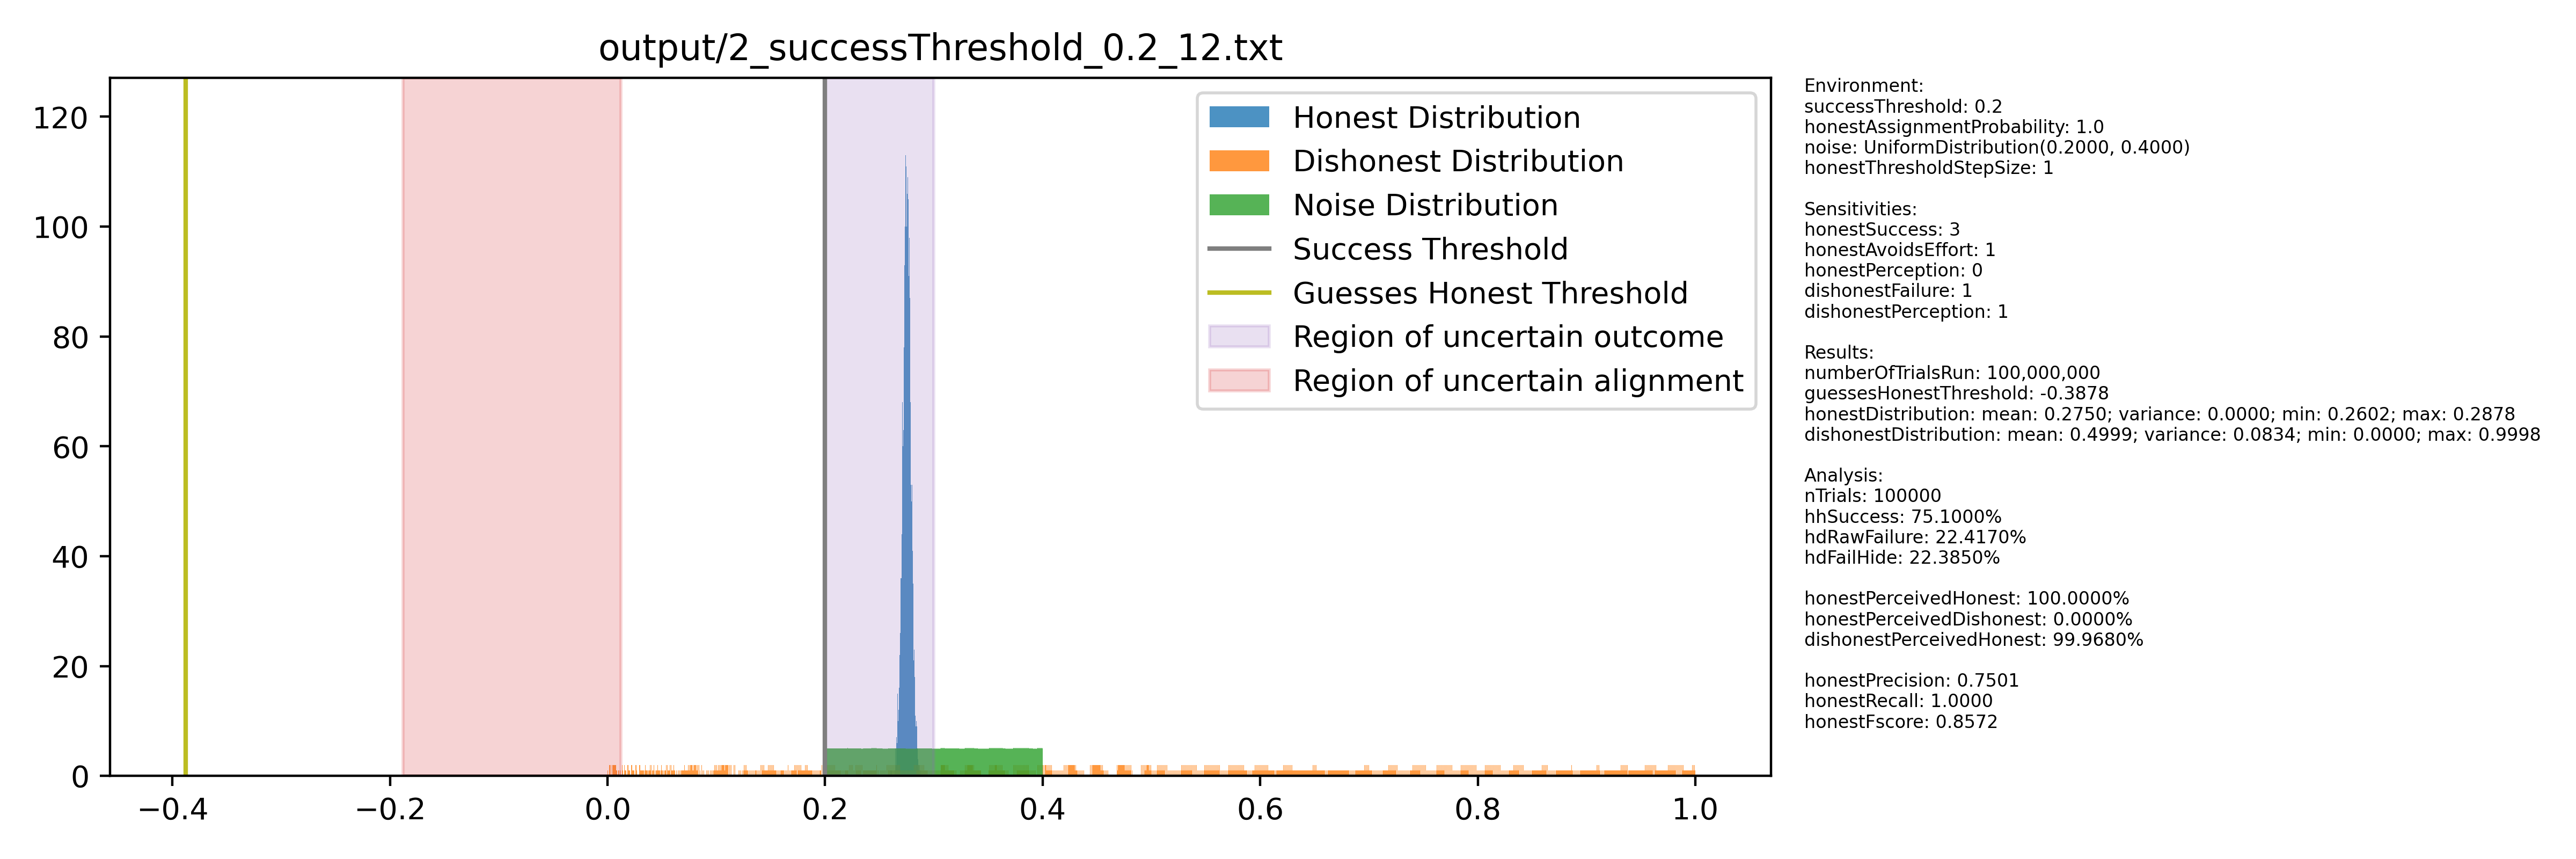 output/2_successThreshold_0.2_12.txt
120
100
80
60
40
20
0
−0.4
−0.2
0.0
0.2
0.4
0.6
0.8
1.0
Honest Distribution
Dishonest Distribution
Noise Distribution
Success Threshold
Guesses Honest Threshold
Region of uncertain outcome
Region of uncertain alignment
Environment:
successThreshold: 0.2
honestAssignmentProbability: 1.0
noise: UniformDistribution(0.2000, 0.4000)
honestThresholdStepSize: 1
Sensitivities:
honestSuccess: 3
honestAvoidsEffort: 1
honestPerception: 0
dishonestFailure: 1
dishonestPerception: 1
Results:
numberOfTrialsRun: 100,000,000
guessesHonestThreshold: -0.3878
honestDistribution: mean: 0.2750; variance: 0.0000; min: 0.2602; max: 0.2878
dishonestDistribution: mean: 0.4999; variance: 0.0834; min: 0.0000; max: 0.9998
Analysis:
nTrials: 100000
hhSuccess: 75.1000%
hdRawFailure: 22.4170%
hdFailHide: 22.3850%
honestPerceivedHonest: 100.0000%
honestPerceivedDishonest: 0.0000%
dishonestPerceivedHonest: 99.9680%
honestPrecision: 0.7501
honestRecall: 1.0000
honestFscore: 0.8572